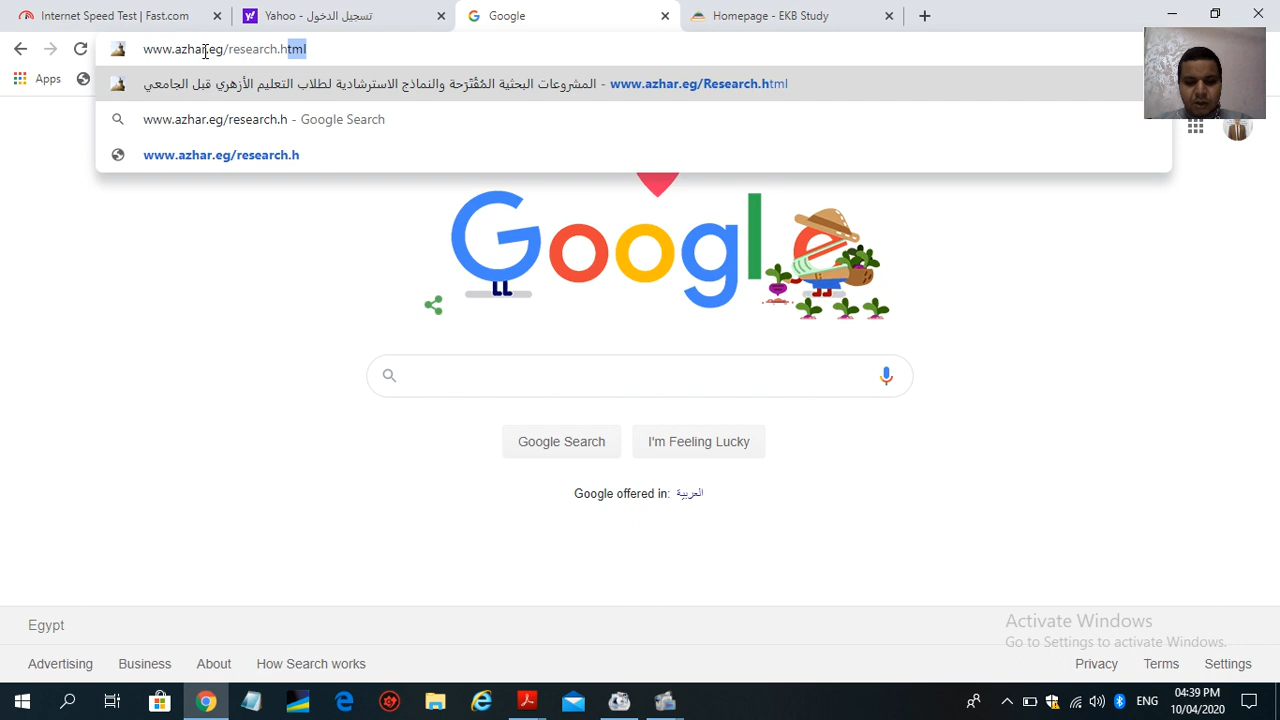 Internet Speed Test | Fast.com
Yahoo - تسجيل الدخول
Google
Homepage - EKB Study
www.azhar.eg/research.html
Apps
المشروعات البحثية المُقْتَرَحة والنماذج الاسترشادية لطلاب التعليم الأزهري قبل الجامعي - www.azhar.eg/Research.html
www.azhar.eg/research.h - Google Search
www.azhar.eg/research.h
Google
Google Search
I'm Feeling Lucky
Google offered in: العربية
Egypt
Activate Windows
Go to Settings to activate Windows.
Advertising
Business
About
How Search works
Privacy
Terms
Settings
ENG
04:39 PM
10/04/2020